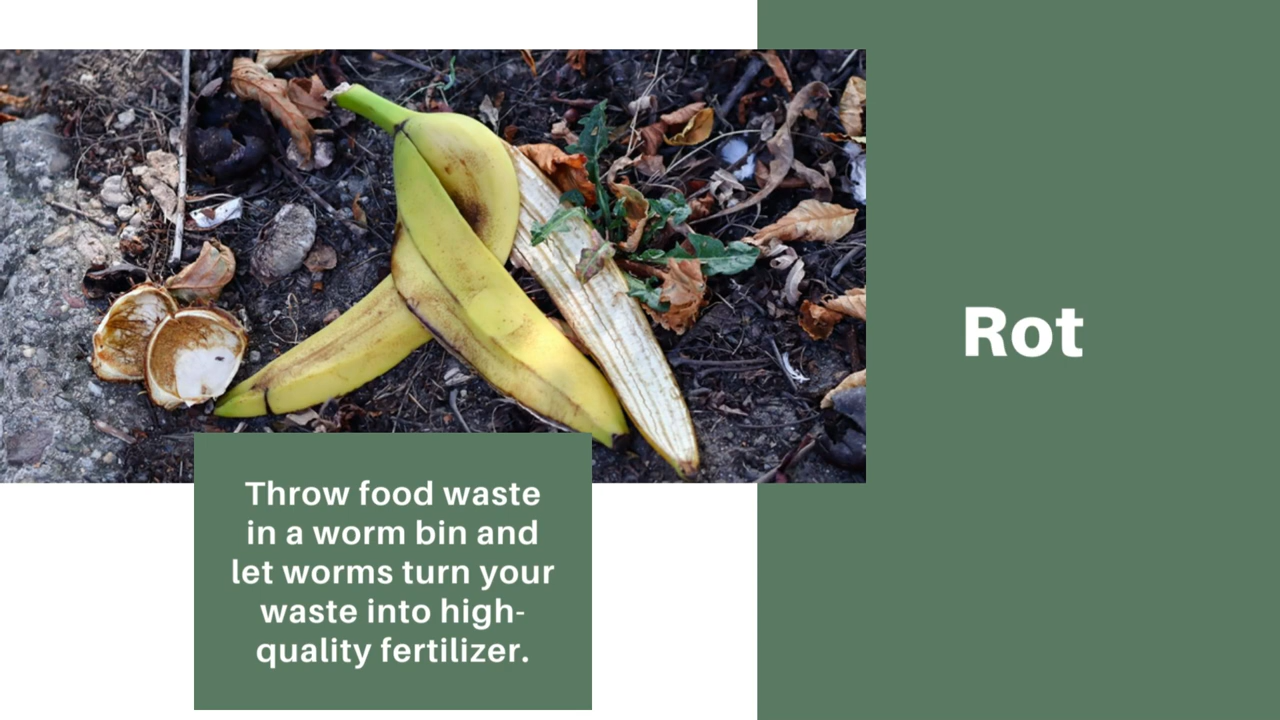 Rot
Throw food waste
in a worm bin and
let worms turn your
waste into high-
quality fertilizer.